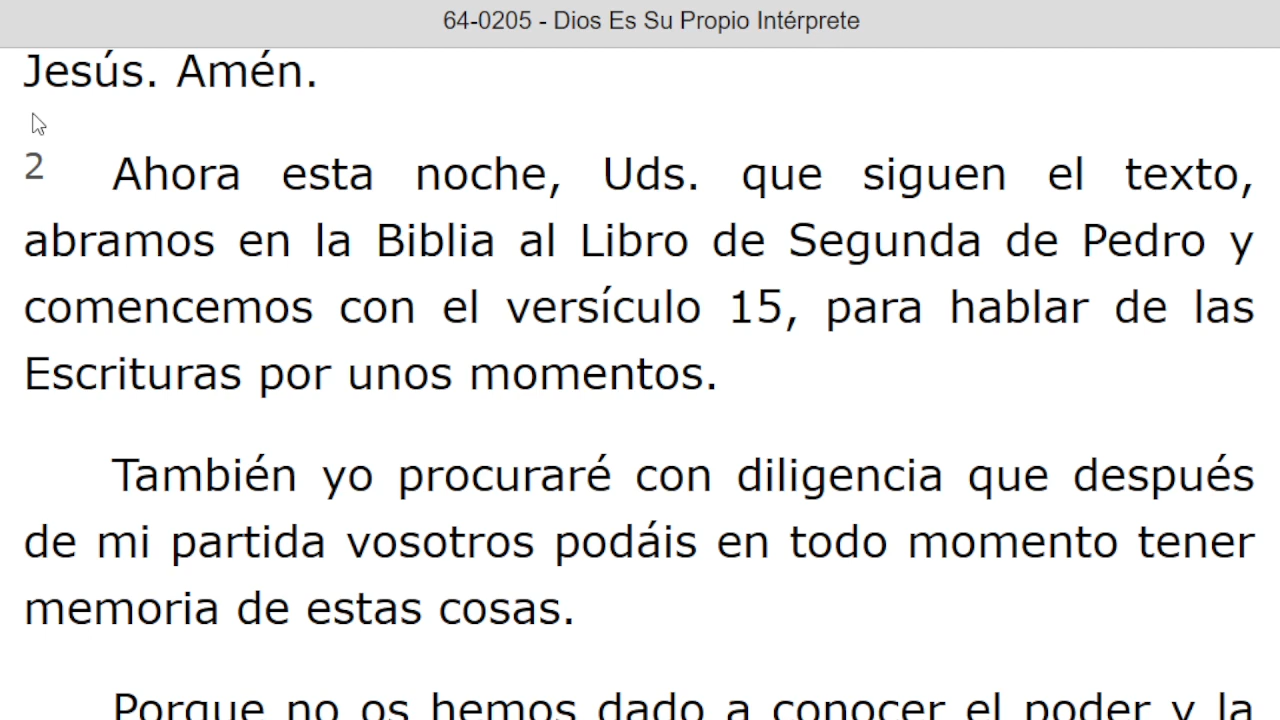 64-0205 - Dios Es Su Propio Intérprete
Jesús. Amén.
2 Ahora esta noche, Uds. que siguen el texto,
abramos en la Biblia al Libro de Segunda de Pedro y
comencemos con el versículo 15, para hablar de las
Escrituras por unos momentos.
También yo procuraré con diligencia que después
de mi partida vosotros podáis en todo momento tener
memoria de estas cosas.
Porque no os hemos dado a conocer el poder y la